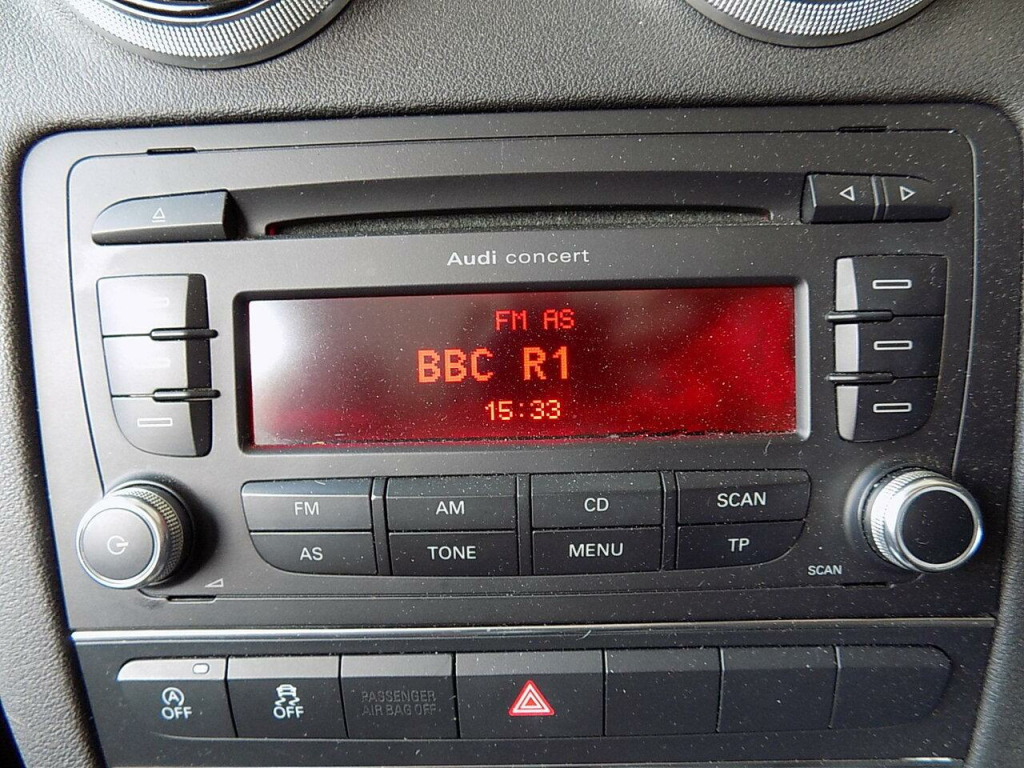 Audi concert
FM AS
BBC R1
15:33
FM AM CD SCAN
AS TONE MENU TP
SCAN
A OFF
OFF
PASSENGER
AIR BAG OFF